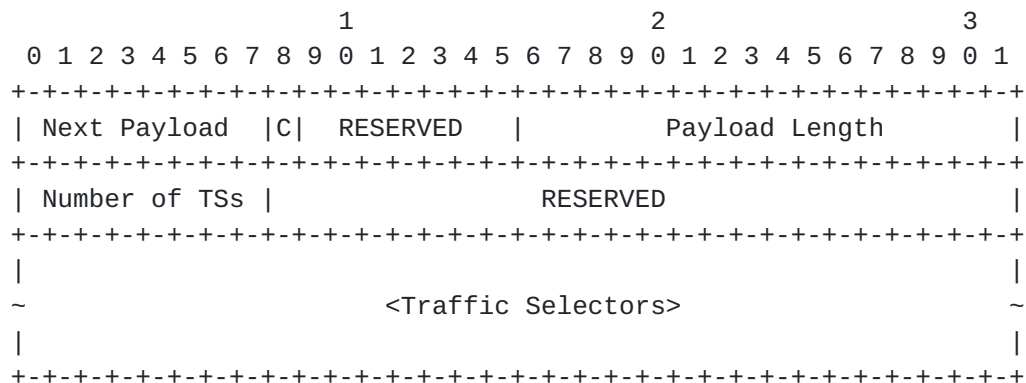 1                   2                   3
 0 1 2 3 4 5 6 7 8 9 0 1 2 3 4 5 6 7 8 9 0 1 2 3 4 5 6 7 8 9 0 1
+-+-+-+-+-+-+-+-+-+-+-+-+-+-+-+-+-+-+-+-+-+-+-+-+-+-+-+-+-+-+-+-+
| Next Payload  |C|  RESERVED   |         Payload Length        |
+-+-+-+-+-+-+-+-+-+-+-+-+-+-+-+-+-+-+-+-+-+-+-+-+-+-+-+-+-+-+-+-+
| Number of TSs |                 RESERVED                      |
+-+-+-+-+-+-+-+-+-+-+-+-+-+-+-+-+-+-+-+-+-+-+-+-+-+-+-+-+-+-+-+-+
|                                                               |
~                       <Traffic Selectors>                     ~
|                                                               |
+-+-+-+-+-+-+-+-+-+-+-+-+-+-+-+-+-+-+-+-+-+-+-+-+-+-+-+-+-+-+-+-+